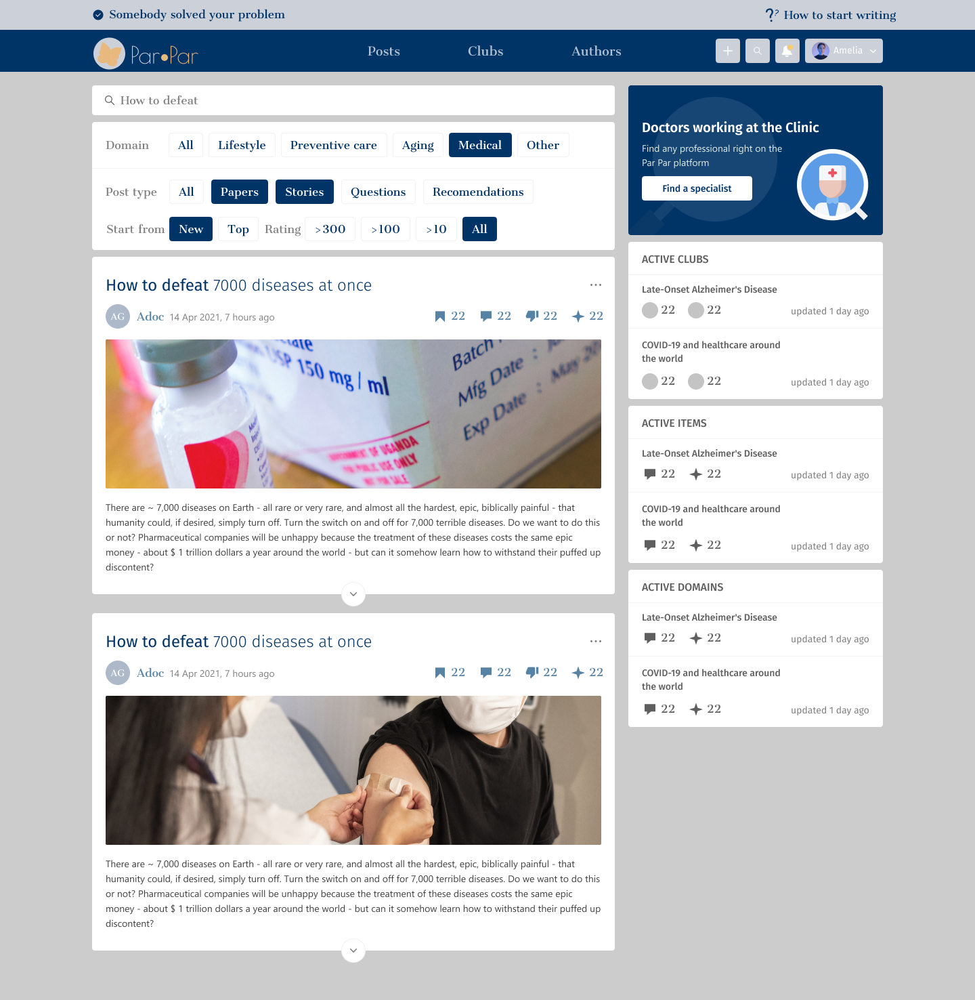 Somebody solved your problem
How to start writing
Par Par
Posts
Clubs
Authors
Amelia
How to defeat
Domain
All
Lifestyle
Preventive care
Aging
Medical
Other
Post type
All
Papers
Stories
Questions
Recomendations
Start from
New
Top
Rating
>300
>100
>10
All
How to defeat 7000 diseases at once
AG
Adoc
14 Apr 2021, 7 hours ago
22
22
22
22
USP 150 mg / ml
Batch
Mfg Date :
Exp Date :
May
GOVERNMENT OF UGANDA
FOR PUBLIC USE ONLY
NOT FOR SALE
There are ~ 7,000 diseases on Earth - all rare or very rare, and almost all the hardest, epic, biblically painful - that
humanity could, if desired, simply turn off. Turn the switch on and off for 7,000 terrible diseases. Do we want to do this
or not? Pharmaceutical companies will be unhappy because the treatment of these diseases costs the same epic
money - about $ 1 trillion dollars a year around the world - but can it somehow learn how to withstand their puffed up
discontent?
How to defeat 7000 diseases at once
AG
Adoc
14 Apr 2021, 7 hours ago
22
22
22
22
There are ~ 7,000 diseases on Earth - all rare or very rare, and almost all the hardest, epic, biblically painful - that
humanity could, if desired, simply turn off. Turn the switch on and off for 7,000 terrible diseases. Do we want to do this
or not? Pharmaceutical companies will be unhappy because the treatment of these diseases costs the same epic
money - about $ 1 trillion dollars a year around the world - but can it somehow learn how to withstand their puffed up
discontent?
Doctors working at the Clinic
Find any professional right on the
Par Par platform
Find a specialist
ACTIVE CLUBS
Late-Onset Alzheimer's Disease
22
22
updated 1 day ago
COVID-19 and healthcare around
the world
22
22
updated 1 day ago
ACTIVE ITEMS
Late-Onset Alzheimer's Disease
22
22
updated 1 day ago
COVID-19 and healthcare around
the world
22
22
updated 1 day ago
ACTIVE DOMAINS
Late-Onset Alzheimer's Disease
22
22
updated 1 day ago
COVID-19 and healthcare around
the world
22
22
updated 1 day ago